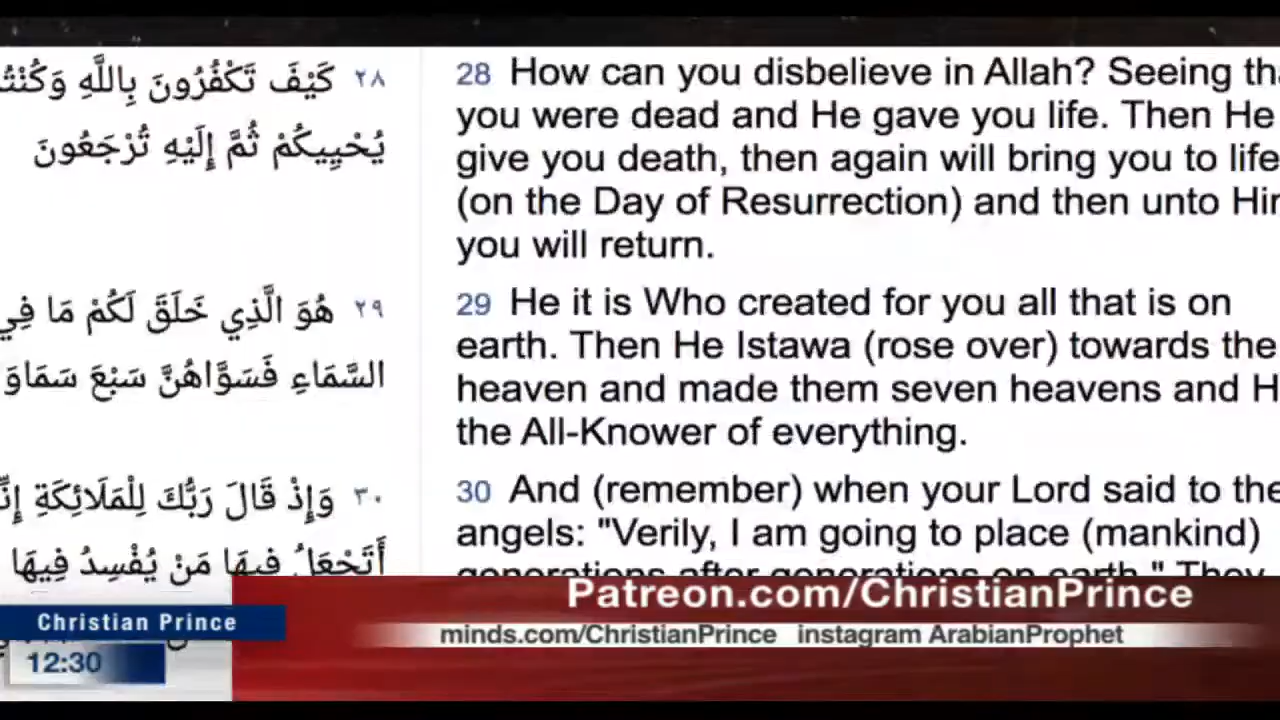 ٢٨ كَيْفَ تَكْفُرُونَ بِاللَّهِ
يُحْيِيكُمْ ثُمَّ إِلَيْهِ تُرْجَعُونَ
28 How can you disbelieve in Allah? Seeing
you were dead and He gave you life. Then He
give you death, then again will bring you to life
(on the Day of Resurrection) and then unto
you will return.
٢٩ هُوَ الَّذِي خَلَقَ لَكُمْ مَا فِي
السَّمَاءِ فَسَوَّاهُنَّ سَبْعَ
29 He it is Who created for you all that is on
earth. Then He Istawa (rose over) towards the
heaven and made them seven heavens and
the All-Knower of everything.
٣٠ وَإِذْ قَالَ رَبُّكَ لِلْمَلَائِكَةِ
أَتَجْعَلُ فِيهَا مَنْ يُفْسِدُ فِيهَا
30 And (remember) when your Lord said to the
angels: "Verily, I am going to place (mankind)
generations after generations on earth." They
Patreon.com/ChristianPrince
Christian Prince
minds.com/ChristianPrince instagram ArabianProphet
12:30